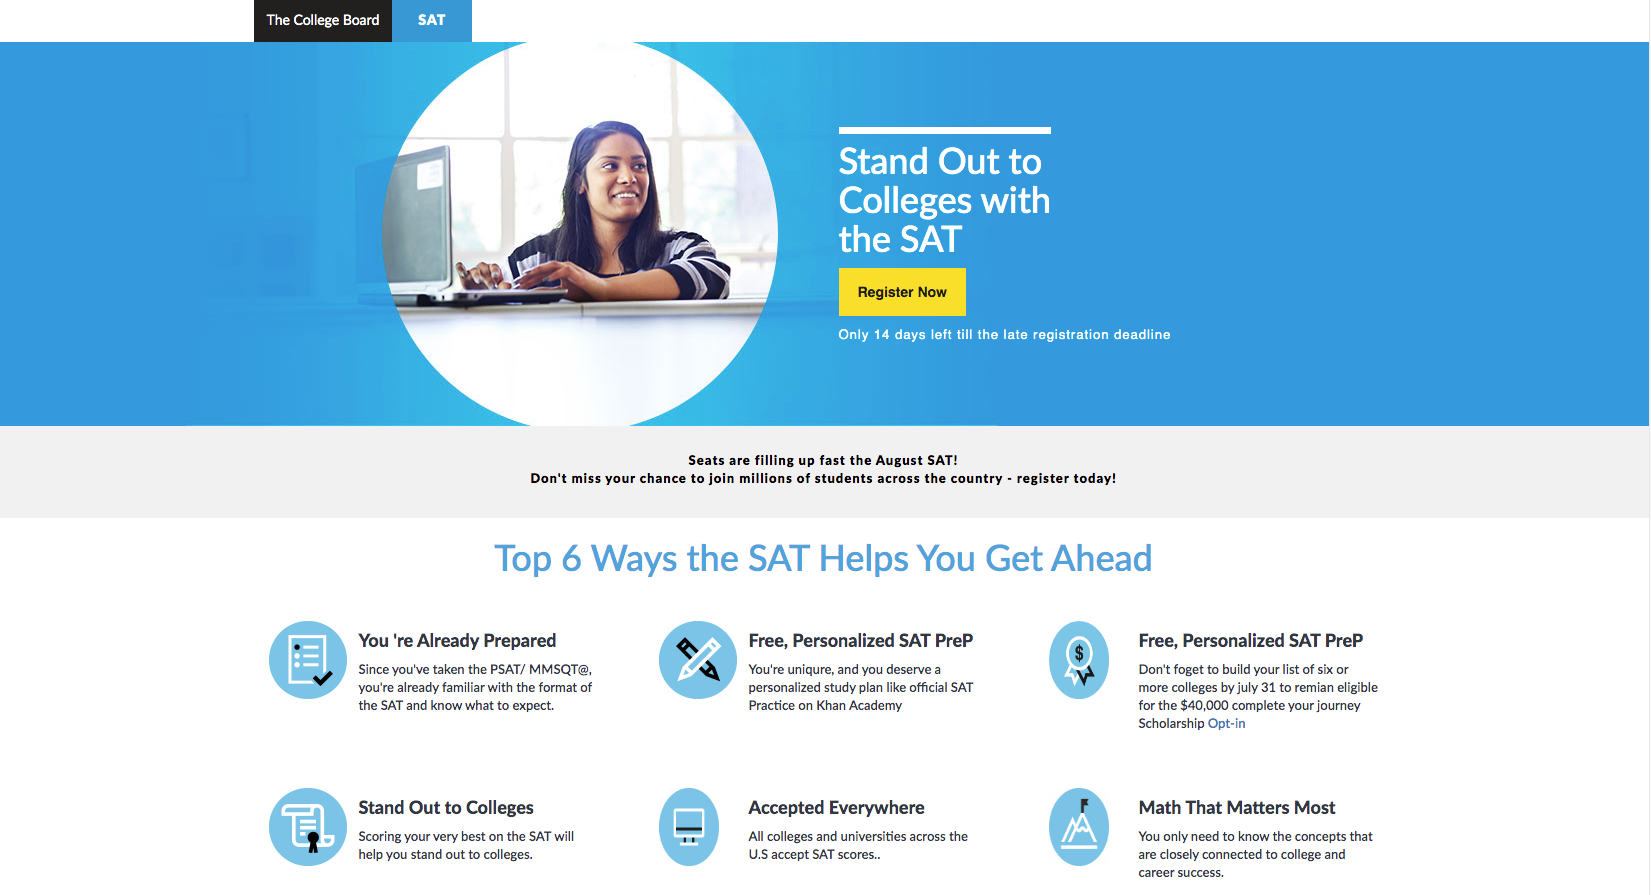 The College Board SAT
Stand Out to
Colleges with
the SAT
Register Now
Only 14 days left till the late registration deadline
Seats are filling up fast the August SAT!
Don't miss your chance to join millions of students across the country - register today!
Top 6 Ways the SAT Helps You Get Ahead
You 're Already Prepared
Since you've taken the PSAT/ MMSQT@,
you're already familiar with the format of
the SAT and know what to expect.
Free, Personalized SAT PreP
You're uniqure, and you deserve a
personalized study plan like official SAT
Practice on Khan Academy
Free, Personalized SAT PreP
Don't foget to build your list of six or
more colleges by july 31 to remian eligible
for the $40,000 complete your journey
Scholarship Opt-in
$
Stand Out to Colleges
Scoring your very best on the SAT will
help you stand out to colleges.
Accepted Everywhere
All colleges and universities across the
U.S accept SAT scores..
Math That Matters Most
You only need to know the concepts that
are closely connected to college and
career success.